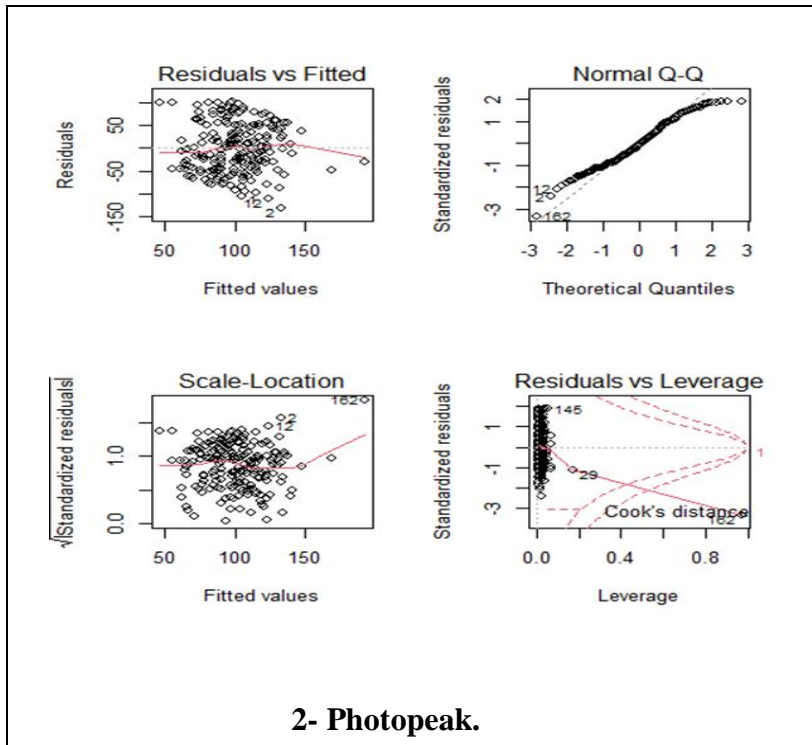 Residuals vs Fitted
Residuals
-150
-50
50
12
2
50
100
150
Fitted values
Normal Q-Q
Standardized residuals
-3
-1
1
2
12
2
162
-3
-2
-1
0
1
2
3
Theoretical Quantiles
Scale-Location
√|Standardized residuals|
0.0
1.0
162
2
12
50
100
150
Fitted values
Residuals vs Leverage
Standardized residuals
-3
-1
1
145
29
1
Cook's distance
162
0.0
0.4
0.8
Leverage
2- Photopeak.